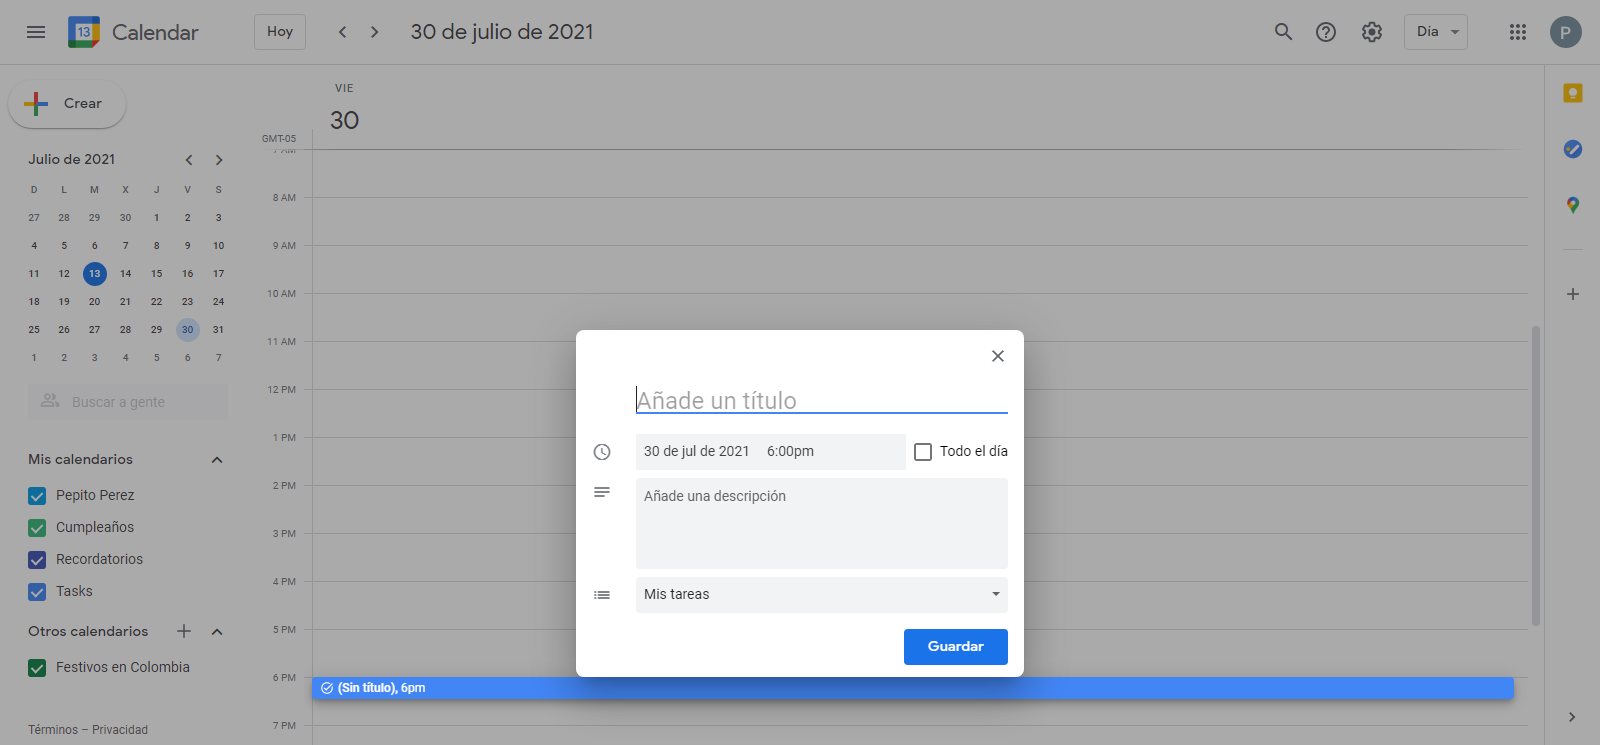 13 Calendar Hoy 30 de julio de 2021 Día P
Crear
VIE
30
GMT-05
Julio de 2021
D L M X J V S
27 28 29 30 1 2 3
4 5 6 7 8 9 10
11 12 13 14 15 16 17
18 19 20 21 22 23 24
25 26 27 28 29 30 31
1 2 3 4 5 6 7
Buscar a gente
Mis calendarios
Pepito Perez
Cumpleaños
Recordatorios
Tasks
Otros calendarios
Festivos en Colombia
Términos – Privacidad
7 AM
8 AM
9 AM
10 AM
11 AM
12 PM
1 PM
2 PM
3 PM
4 PM
5 PM
6 PM
7 PM
(Sin título), 6pm
Añade un título
30 de jul de 2021 6:00pm Todo el día
Añade una descripción
Mis tareas
Guardar